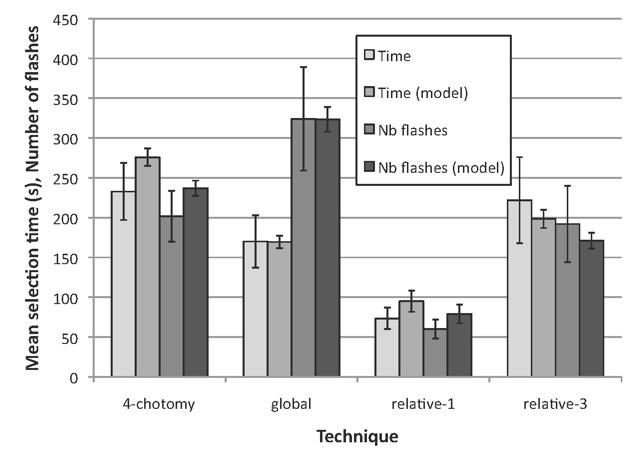 Mean selection time (s), Number of flashes
450
400
350
300
250
200
150
100
50
0
Time
Time (model)
Nb flashes
Nb flashes (model)
4-chotomy global relative-1 relative-3
Technique